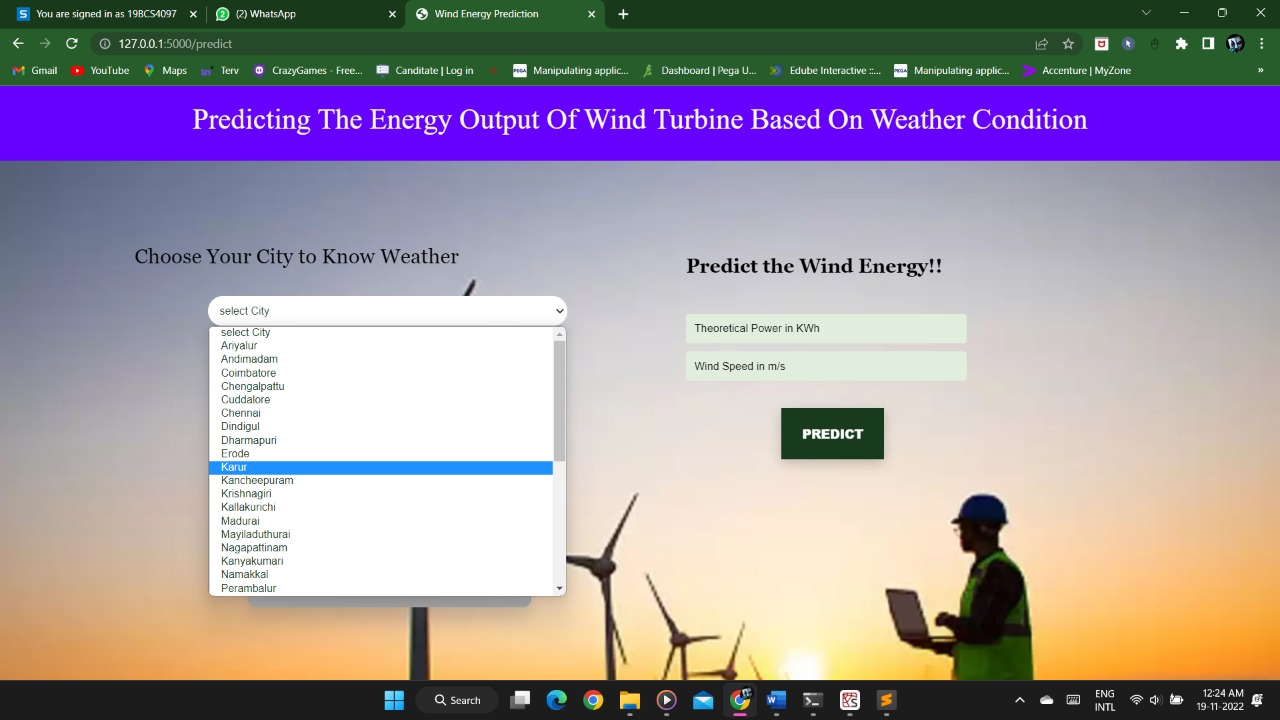 You are signed in as 19BCS4097
(2) WhatsApp
Wind Energy Prediction
127.0.0.1:5000/predict
Gmail
YouTube
Maps
Terv
CrazyGames - Free...
Canditate | Log in
PEGA Manipulating applic...
Dashboard | Pega U...
Edube Interactive ::...
PEGA Manipulating applic...
Accenture | MyZone
»
Predicting The Energy Output Of Wind Turbine Based On Weather Condition
Choose Your City to Know Weather
select City
select City
Ariyalur
Andimadam
Coimbatore
Chengalpattu
Cuddalore
Chennai
Dindigul
Dharmapuri
Erode
Karur
Kancheepuram
Krishnagiri
Kallakurichi
Madurai
Mayiladuthurai
Nagapattinam
Kanyakumari
Namakkal
Perambalur
Predict the Wind Energy!!
Theoretical Power in KWh
Wind Speed in m/s
PREDICT
Search
ENG
INTL
12:24 AM
19-11-2022